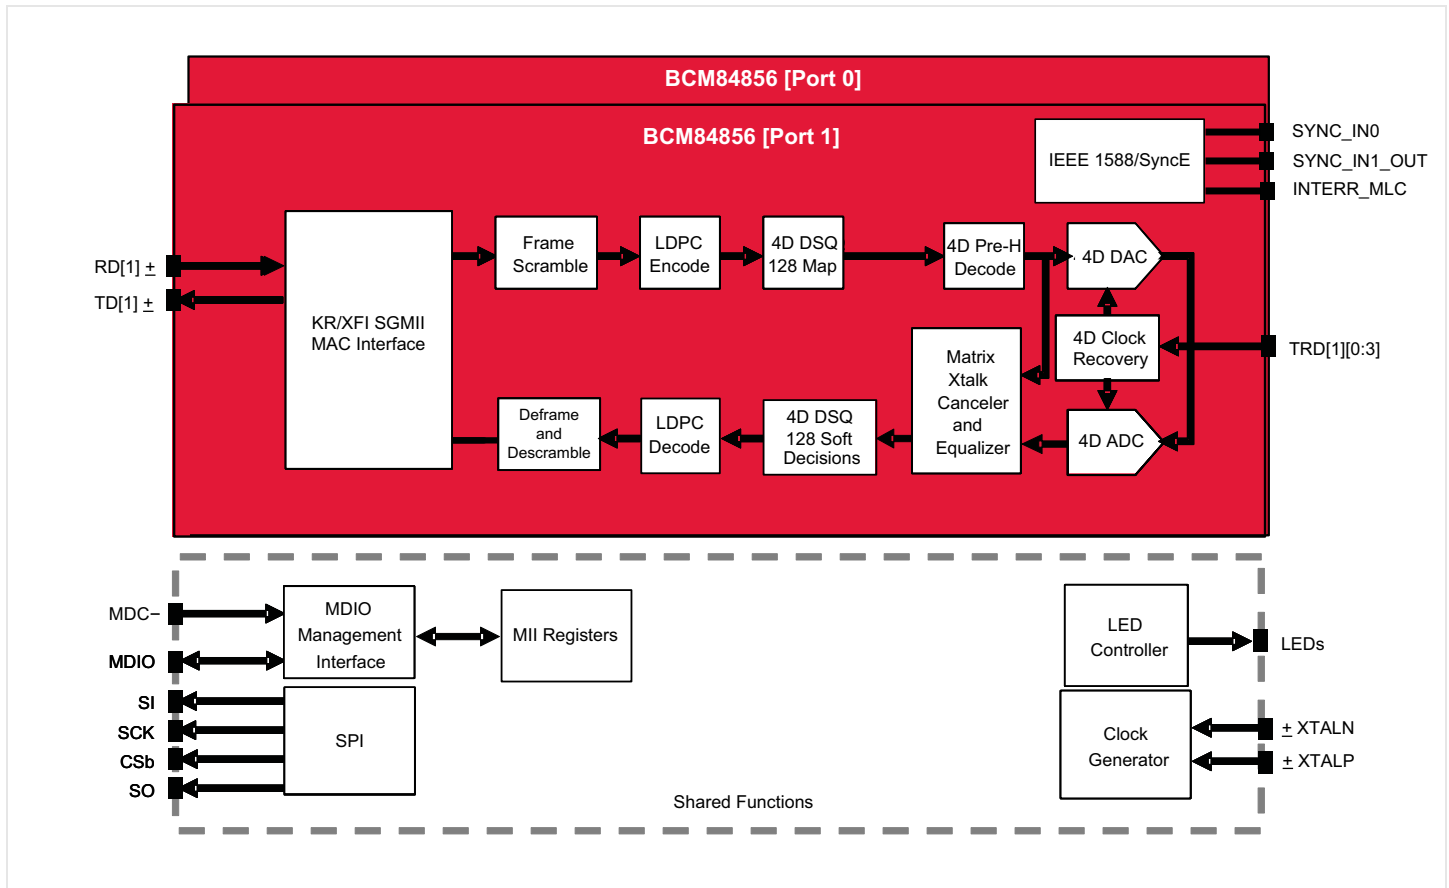 BCM84856 [Port 0]
BCM84856 [Port 1]
IEEE 1588/SyncE
SYNC_IN0
SYNC_IN1_OUT
INTERR_MLC
RD[1] ±
TD[1] ±
KR/XFI SGMII
MAC Interface
Frame
Scramble
LDPC
Encode
4D DSQ
128 Map
4D Pre-H
Decode
4D DAC
4D Clock
Recovery
TRD[1][0:3]
Matrix
Xtalk
Canceler
and
Equalizer
4D ADC
4D DSQ
128 Soft
Decisions
LDPC
Decode
Deframe
and
Descramble
MDC–
MDIO
MDIO
Management
Interface
MII Registers
SI
SCK
CSb
SO
SPI
LED
Controller
LEDs
Clock
Generator
± XTALN
± XTALP
Shared Functions